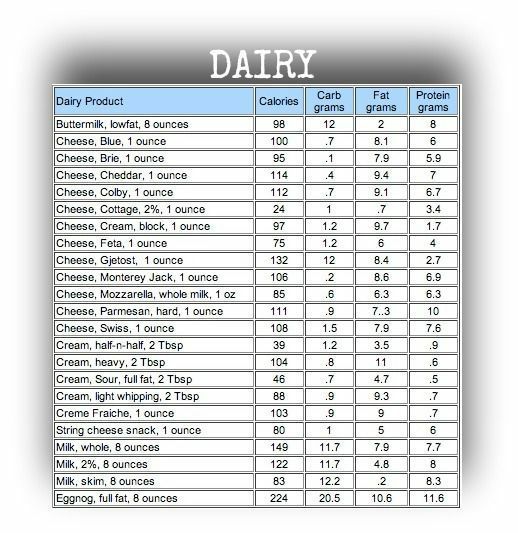 DAIRY
Dairy Product Calories Carb grams Fat grams Protein grams
Buttermilk, lowfat, 8 ounces 98 12 2 8
Cheese, Blue, 1 ounce 100 .7 8.1 6
Cheese, Brie, 1 ounce 95 .1 7.9 5.9
Cheese, Cheddar, 1 ounce 114 .4 9.4 7
Cheese, Colby, 1 ounce 112 .7 9.1 6.7
Cheese, Cottage, 2%, 1 ounce 24 1 .7 3.4
Cheese, Cream, block, 1 ounce 97 1.2 9.7 1.7
Cheese, Feta, 1 ounce 75 1.2 6 4
Cheese, Gjetost, 1 ounce 132 12 8.4 2.7
Cheese, Monterey Jack, 1 ounce 106 .2 8.6 6.9
Cheese, Mozzarella, whole milk, 1 oz 85 .6 6.3 6.3
Cheese, Parmesan, hard, 1 ounce 111 .9 7..3 10
Cheese, Swiss, 1 ounce 108 1.5 7.9 7.6
Cream, half-n-half, 2 Tbsp 39 1.2 3.5 .9
Cream, heavy, 2 Tbsp 104 .8 11 .6
Cream, Sour, full fat, 2 Tbsp 46 .7 4.7 .5
Cream, light whipping, 2 Tbsp 88 .9 9.3 .7
Creme Fraiche, 1 ounce 103 .9 9 .7
String cheese snack, 1 ounce 80 1 5 6
Milk, whole, 8 ounces 149 11.7 7.9 7.7
Milk, 2%, 8 ounces 122 11.7 4.8 8
Milk, skim, 8 ounces 83 12.2 .2 8.3
Eggnog, full fat, 8 ounces 224 20.5 10.6 11.6